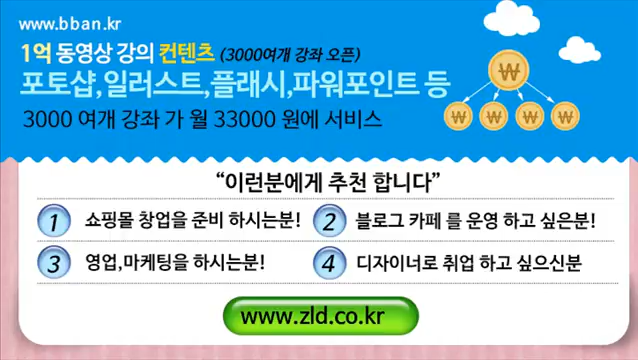 www.bban.kr
1억 동영상 강의 컨텐츠 (3000여개 강좌 오픈)
포토샵,일러스트,플래시,파워포인트 등
3000 여개 강좌 가 월 33000 원에 서비스
₩
₩ ₩ ₩ ₩
“이런분에게 추천 합니다”
1 쇼핑몰 창업을 준비 하시는분!
2 블로그 카페 를 운영 하고 싶은분!
3 영업,마케팅을 하시는분!
4 디자이너로 취업 하고 싶으신분
www.zld.co.kr